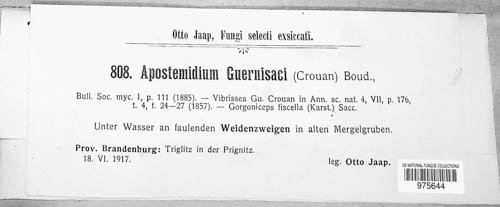 Otto Jaap, Fungi selecti exsiccati.
808. Apostemidium Guernisaci (Crouan) Boud.,
Bull. Soc. myc. I, p. 111 (1885). — Vibrissea Gu. Crouan in Ann. sc. nat. 4, VII, p. 176,
t. 4, f. 24—27 (1857). — Gorgoniceps fiscella (Karst.) Sacc.
Unter Wasser an faulenden Weidenzweigen in alten Mergelgruben.
Prov. Brandenburg: Triglitz in der Prignitz.
18. VI. 1917.
leg. Otto Jaap.
US NATIONAL FUNGUS COLLECTIONS
975644